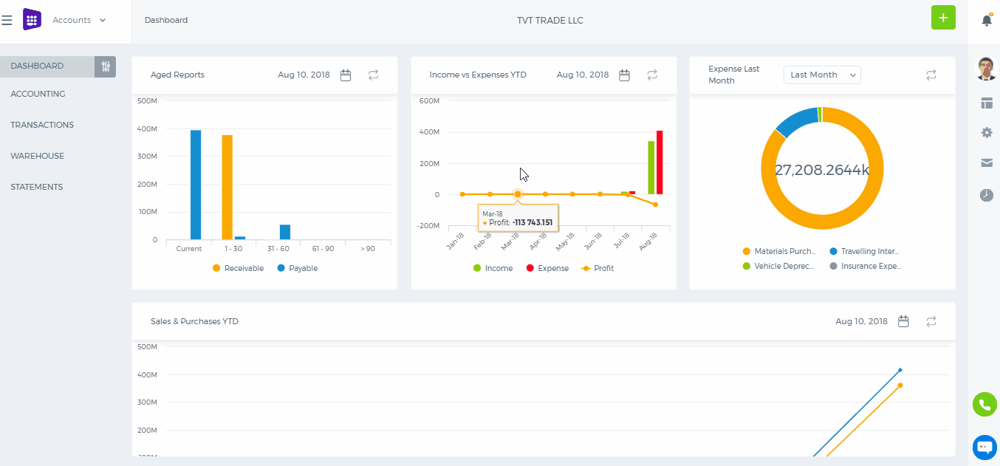 Accounts
Dashboard
TVT TRADE LLC
DASHBOARD
ACCOUNTING
TRANSACTIONS
WAREHOUSE
STATEMENTS
Aged Reports
Aug 10, 2018
500M
400M
300M
200M
100M
0
Current
1 - 30
31 - 60
61 - 90
> 90
Receivable
Payable
Income vs Expenses YTD
Aug 10, 2018
600M
400M
200M
0
-200M
Mar-18
Profit: -113 743.151
Jan-18
Feb-18
Mar-18
Apr-18
May-18
Jun-18
Jul-18
Aug-18
Income
Expense
Profit
Expense Last
Month
Last Month
27,208.2644k
Materials Purch...
Travelling Inter...
Vehicle Deprec...
Insurance Expe...
Sales & Purchases YTD
Aug 10, 2018
500M
400M
300M
200M
100M